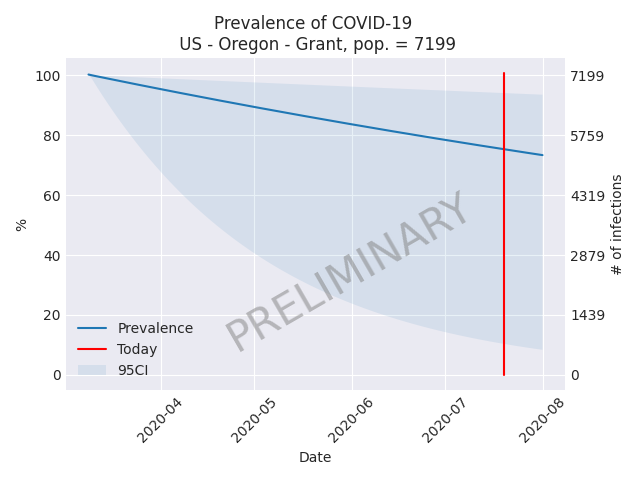 Prevalence of COVID-19
US - Oregon - Grant, pop. = 7199
100
80
60
40
20
0
%
7199
5759
4319
2879
1439
0
# of infections
PRELIMINARY
Prevalence
Today
95CI
2020-04
2020-05
2020-06
2020-07
2020-08
Date